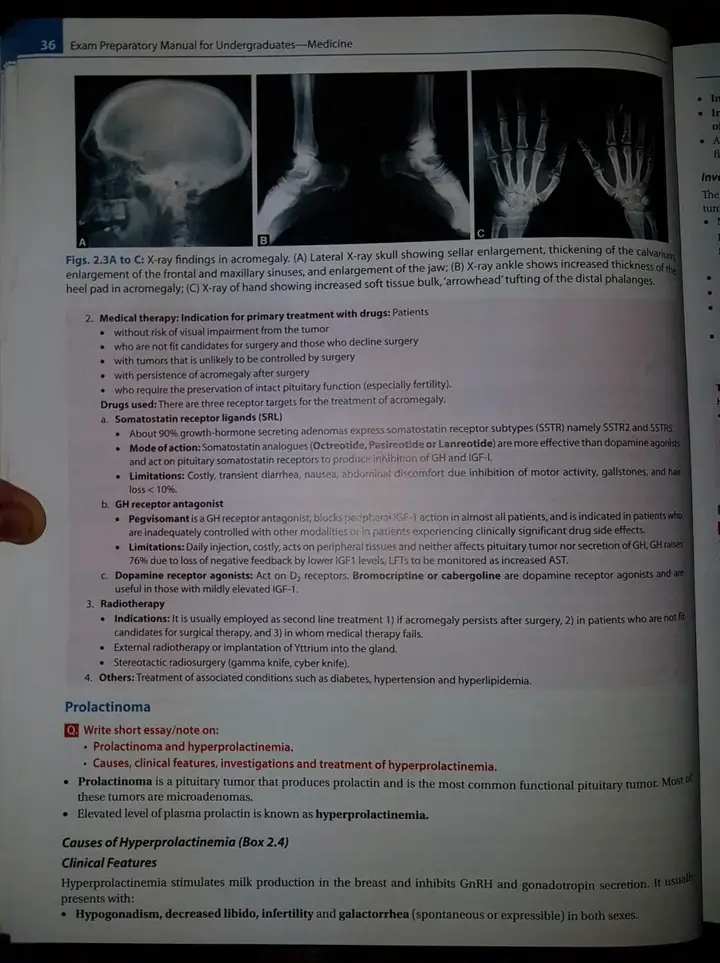 36 Exam Preparatory Manual for Undergraduates—Medicine
A
B
C
Figs. 2.3A to C: X-ray findings in acromegaly. (A) Lateral X-ray skull showing sellar enlargement, thickening of the calvarium,
enlargement of the frontal and maxillary sinuses, and enlargement of the jaw; (B) X-ray ankle shows increased thickness of the
heel pad in acromegaly; (C) X-ray of hand showing increased soft tissue bulk, 'arrowhead' tufting of the distal phalanges.
2. Medical therapy: Indication for primary treatment with drugs: Patients
• without risk of visual impairment from the tumor
• who are not fit candidates for surgery and those who decline surgery
• with tumors that is unlikely to be controlled by surgery
• with persistence of acromegaly after surgery
• who require the preservation of intact pituitary function (especially fertility).
Drugs used: There are three receptor targets for the treatment of acromegaly.
a. Somatostatin receptor ligands (SRL)
• About 90% growth-hormone secreting adenomas express somatostatin receptor subtypes (SSTR) namely SSTR2 and SSTR5.
• Mode of action: Somatostatin analogues (Octreotide, Pasireotide or Lanreotide) are more effective than dopamine agonists
and act on pituitary somatostatin receptors to produce inhibition of GH and IGF-I.
• Limitations: Costly, transient diarrhea, nausea, abdominal discomfort due inhibition of motor activity, gallstones, and hair
loss < 10%.
b. GH receptor antagonist
• Pegvisomant is a GH receptor antagonist, blocks peripheral IGF-1 action in almost all patients, and is indicated in patients who
are inadequately controlled with other modalities or in patients experiencing clinically significant drug side effects.
• Limitations: Daily injection, costly, acts on peripheral tissues and neither affects pituitary tumor nor secretion of GH, GH raises
76% due to loss of negative feedback by lower IGF1 levels, LFTs to be monitored as increased AST.
c. Dopamine receptor agonists: Act on D₂ receptors. Bromocriptine or cabergoline are dopamine receptor agonists and are
useful in those with mildly elevated IGF-1.
3. Radiotherapy
• Indications: It is usually employed as second line treatment 1) if acromegaly persists after surgery, 2) in patients who are not fit
candidates for surgical therapy, and 3) in whom medical therapy fails.
• External radiotherapy or implantation of Yttrium into the gland.
• Stereotactic radiosurgery (gamma knife, cyber knife).
4. Others: Treatment of associated conditions such as diabetes, hypertension and hyperlipidemia.
Prolactinoma
Q. Write short essay/note on:
• Prolactinoma and hyperprolactinemia.
• Causes, clinical features, investigations and treatment of hyperprolactinemia.
• Prolactinoma is a pituitary tumor that produces prolactin and is the most common functional pituitary tumor. Most of
these tumors are microadenomas.
• Elevated level of plasma prolactin is known as hyperprolactinemia.
Causes of Hyperprolactinemia (Box 2.4)
Clinical Features
Hyperprolactinemia stimulates milk production in the breast and inhibits GnRH and gonadotropin secretion. It usually
presents with:
• Hypogonadism, decreased libido, infertility and galactorrhea (spontaneous or expressible) in both sexes.